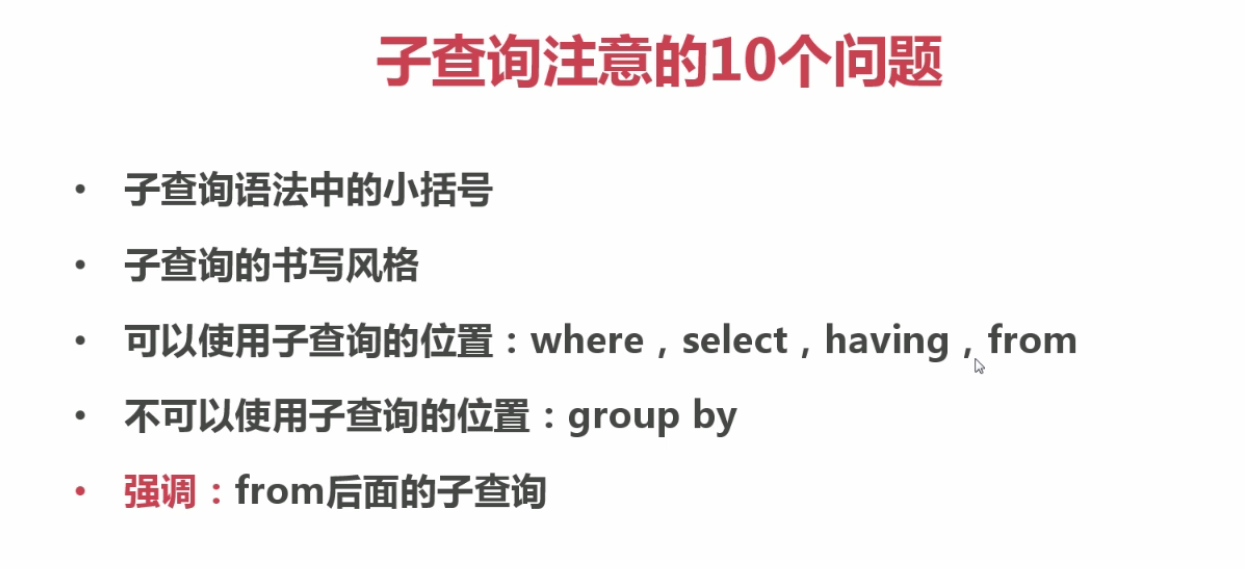 子查询注意的10个问题
• 子查询语法中的小括号
• 子查询的书写风格
• 可以使用子查询的位置：where，select，having，from
• 不可以使用子查询的位置：group by
• 强调：from后面的子查询